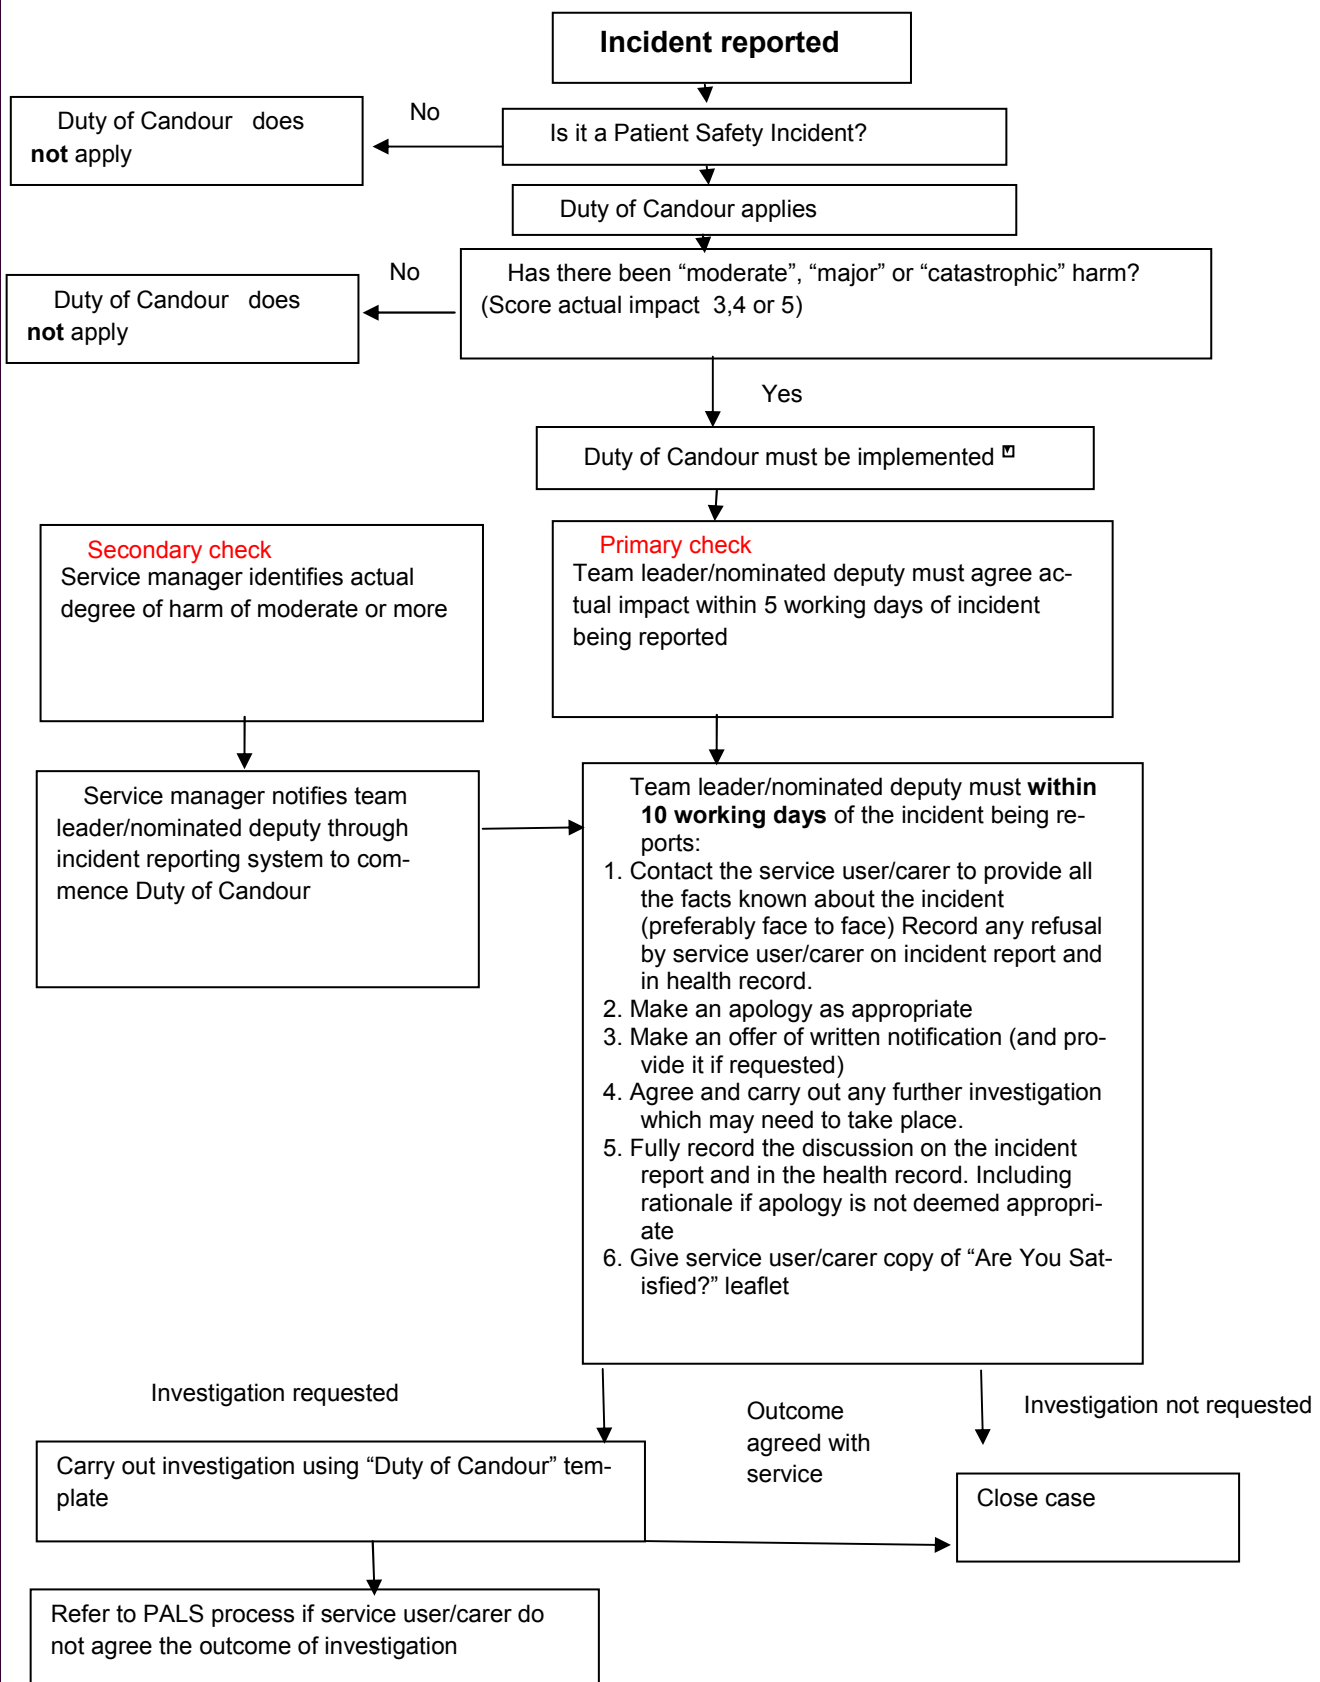 Incident reported
No
Duty of Candour does
not apply
Is it a Patient Safety Incident?
Duty of Candour applies
No
Duty of Candour does
not apply
Has there been “moderate”, “major” or “catastrophic” harm?
(Score actual impact 3,4 or 5)
Yes
Duty of Candour must be implemented
Secondary check
Service manager identifies actual
degree of harm of moderate or more
Primary check
Team leader/nominated deputy must agree ac-
tual impact within 5 working days of incident
being reported
Service manager notifies team
leader/nominated deputy through
incident reporting system to com-
mence Duty of Candour
Team leader/nominated deputy must within
10 working days of the incident being re-
ports:
1. Contact the service user/carer to provide all
the facts known about the incident
(preferably face to face) Record any refusal
by service user/carer on incident report and
in health record.
2. Make an apology as appropriate
3. Make an offer of written notification (and pro-
vide it if requested)
4. Agree and carry out any further investigation
which may need to take place.
5. Fully record the discussion on the incident
report and in the health record. Including
rationale if apology is not deemed appropri-
ate
6. Give service user/carer copy of “Are You Sat-
isfied?” leaflet
Investigation requested
Outcome
agreed with
service
Investigation not requested
Carry out investigation using “Duty of Candour” tem-
plate
Close case
Refer to PALS process if service user/carer do
not agree the outcome of investigation